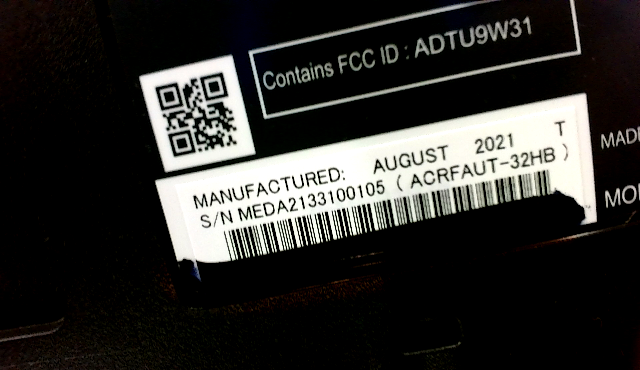 Contains FCC ID : ADTU9W31
MANUFACTURED: AUGUST 2021 T
S/N MEDA2133100105 ( ACRFAUT-32HB )